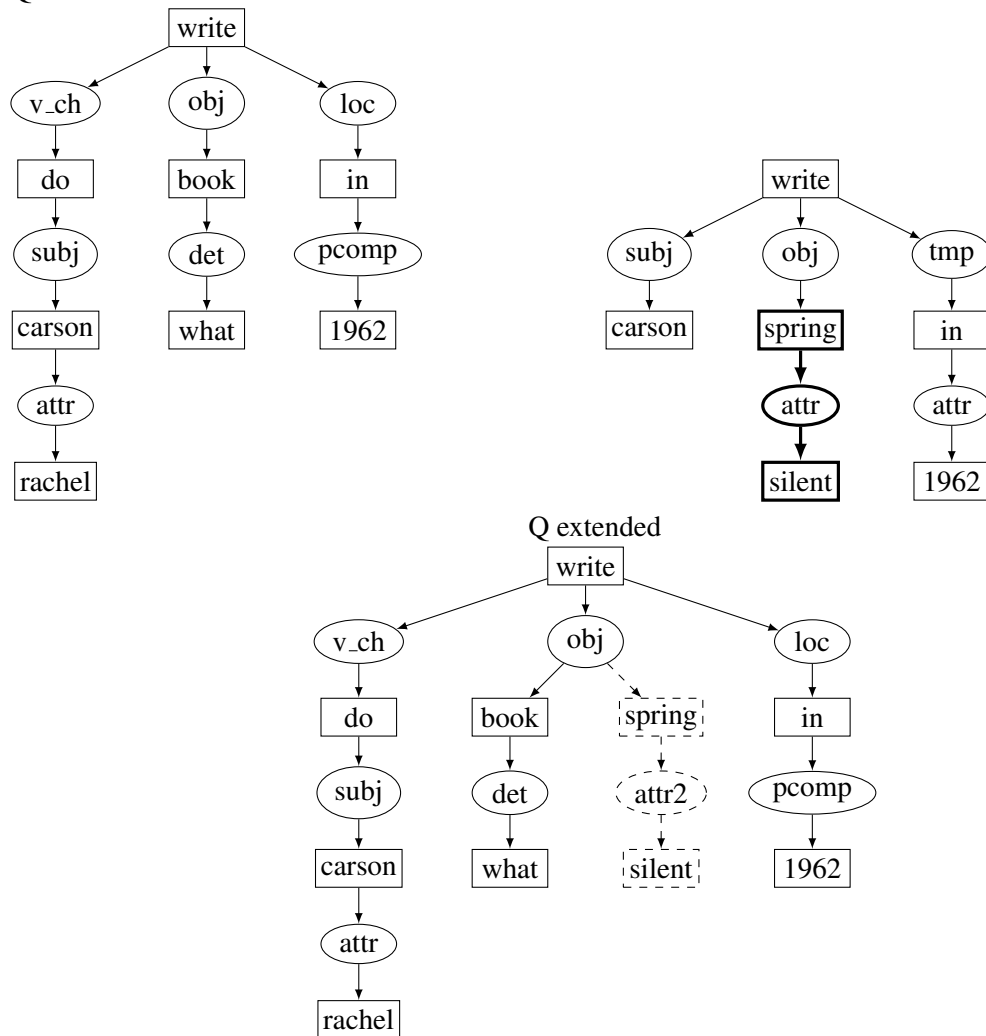 write
v_ch obj loc
do book in
subj det pcomp
carson what 1962
attr
rachel
write
subj obj tmp
carson spring in
attr attr
silent 1962
Q extended
write
v_ch obj loc
do book spring in
subj det attr2 pcomp
carson what silent 1962
attr
rachel